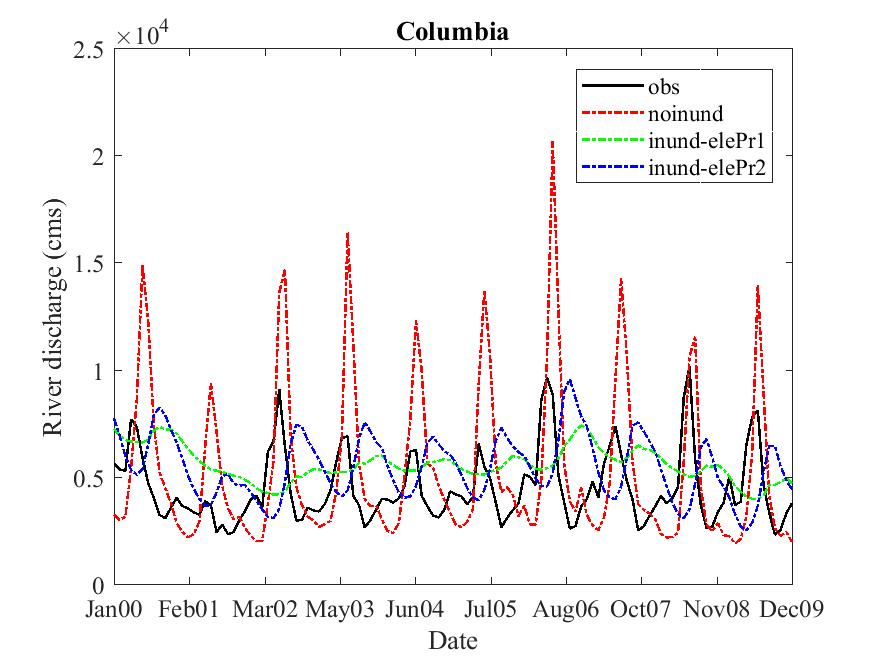 Columbia
×10^4
2.5
2
1.5
1
0.5
0
River discharge (cms)
obs
noinund
inund-elePr1
inund-elePr2
Jan00 Feb01 Mar02 May03 Jun04 Jul05 Aug06 Oct07 Nov08 Dec09
Date